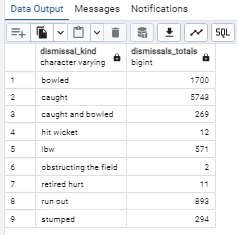 Data Output Messages Notifications
SQL
dismissal_kind dismissals_totals
character varying bigint
1 bowled 1700
2 caught 5743
3 caught and bowled 269
4 hit wicket 12
5 lbw 571
6 obstructing the field 2
7 retired hurt 11
8 run out 893
9 stumped 294